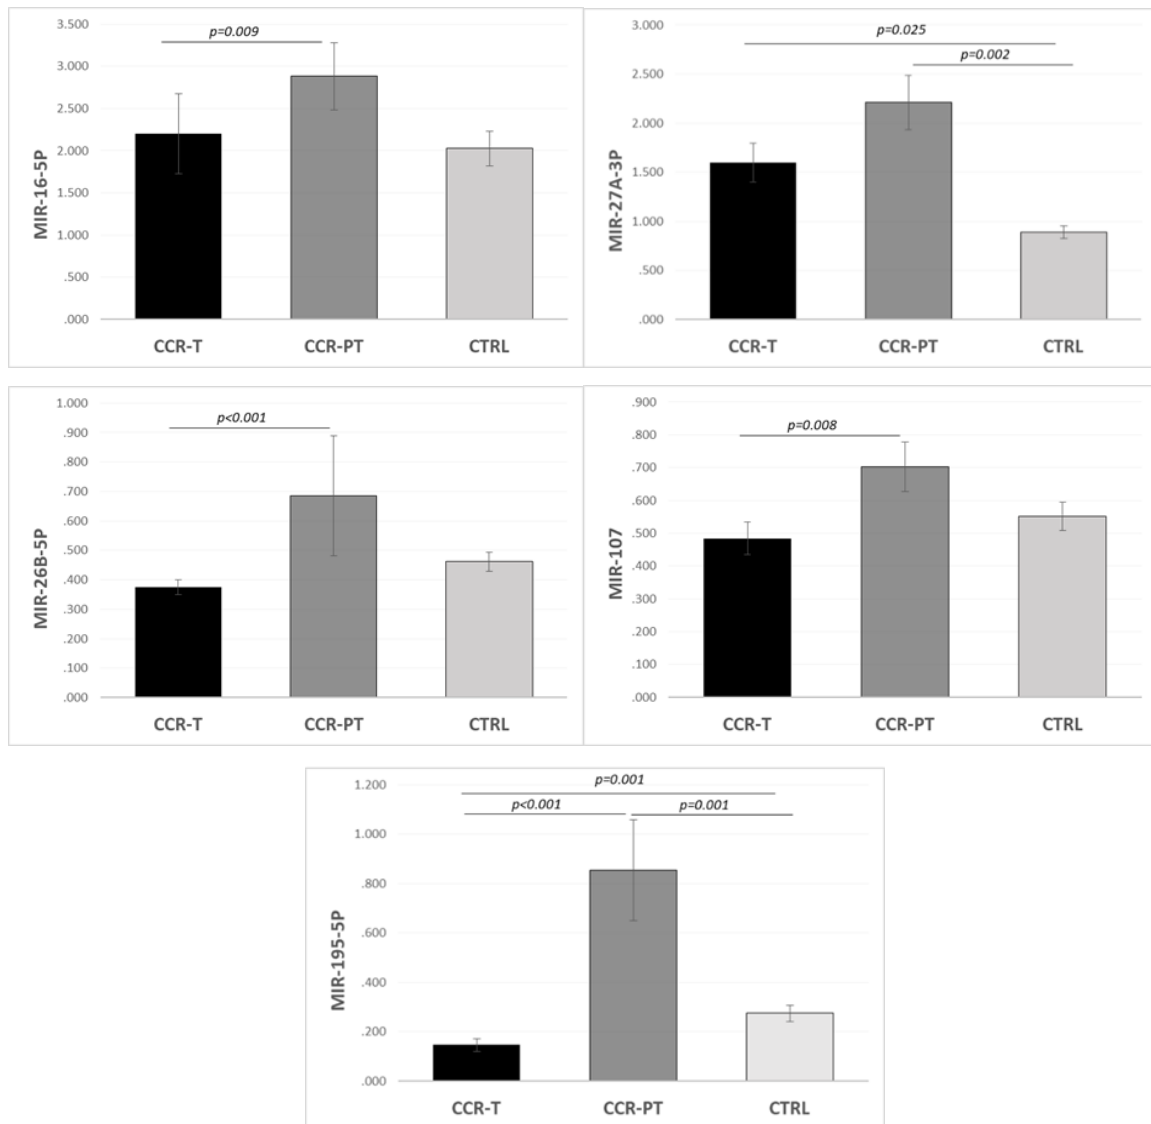 3.500
3.000
2.500
2.000
1.500
1.000
.500
.000
MIR-16-5P
p=0.009
CCR-T CCR-PT CTRL
3.000
2.500
2.000
1.500
1.000
.500
.000
MIR-27A-3P
p=0.025
p=0.002
CCR-T CCR-PT CTRL
1.000
.900
.800
.700
.600
.500
.400
.300
.200
.100
.000
MIR-26B-5P
p<0.001
CCR-T CCR-PT CTRL
.900
.800
.700
.600
.500
.400
.300
.200
.100
.000
MIR-107
p=0.008
CCR-T CCR-PT CTRL
1.200
1.000
.800
.600
.400
.200
.000
MIR-195-5P
p=0.001
p<0.001 p=0.001
CCR-T CCR-PT CTRL